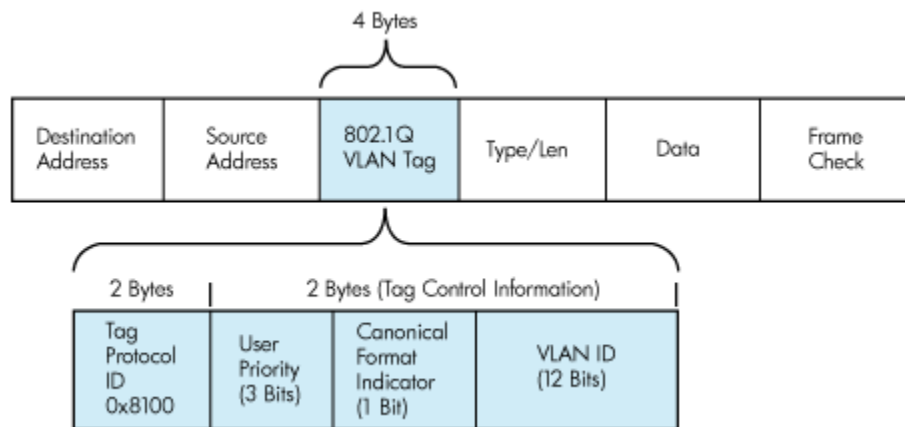 4 Bytes
Destination
Address
Source
Address
802.1Q
VLAN Tag
Type/Len
Data
Frame
Check
2 Bytes
2 Bytes (Tag Control Information)
Tag
Protocol
ID
0x8100
User
Priority
(3 Bits)
Canonical
Format
Indicator
(1 Bit)
VLAN ID
(12 Bits)